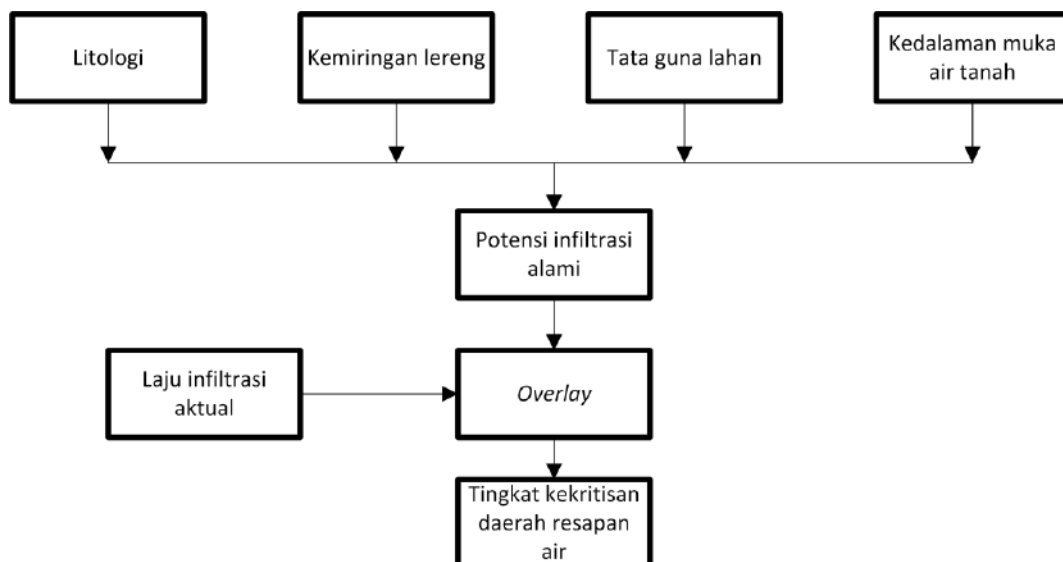 Litologi
Kemiringan lereng
Tata guna lahan
Kedalaman muka
air tanah
Potensi infiltrasi
alami
Laju infiltrasi
aktual
Overlay
Tingkat kekritisan
daerah resapan
air